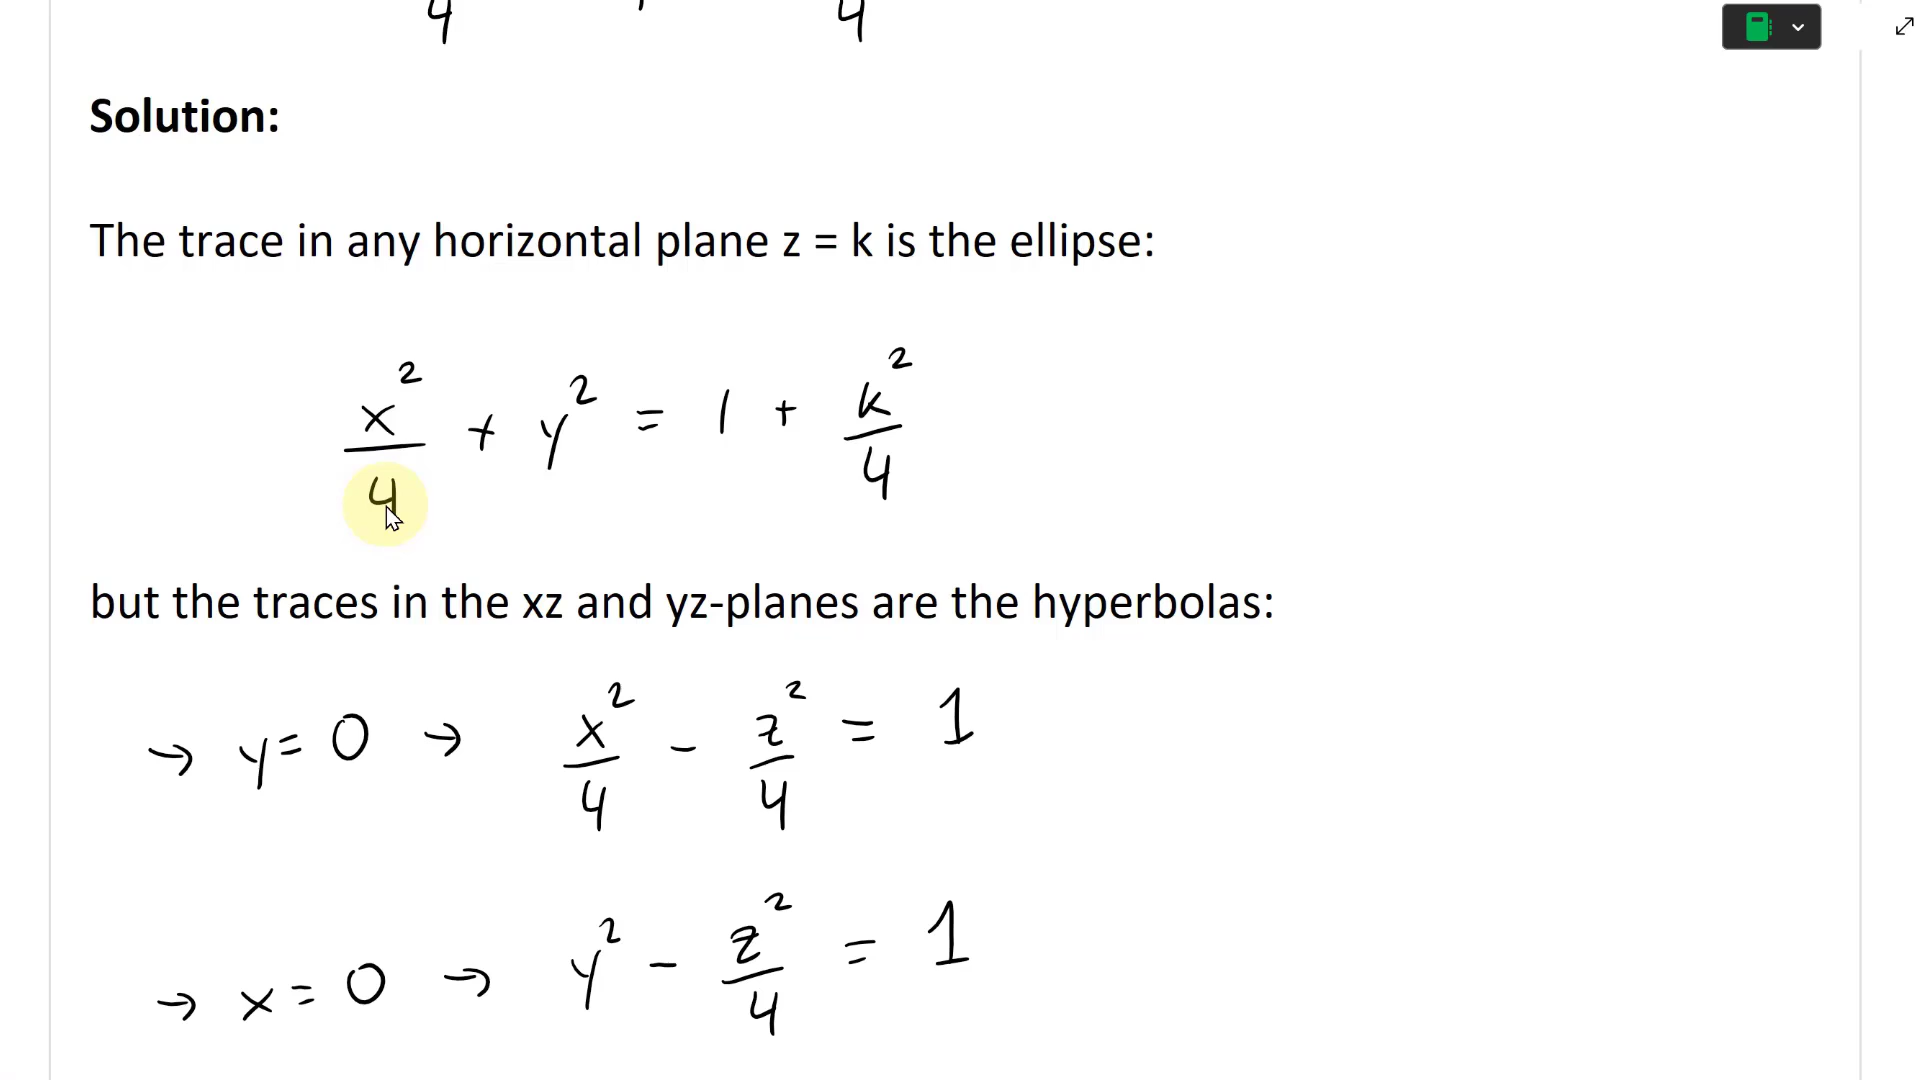 4 4
Solution:
The trace in any horizontal plane z = k is the ellipse:
x²/4 + y² = 1 + k²/4
but the traces in the xz and yz-planes are the hyperbolas:
→ y = 0 → x²/4 - z²/4 = 1
→ x = 0 → y² - z²/4 = 1